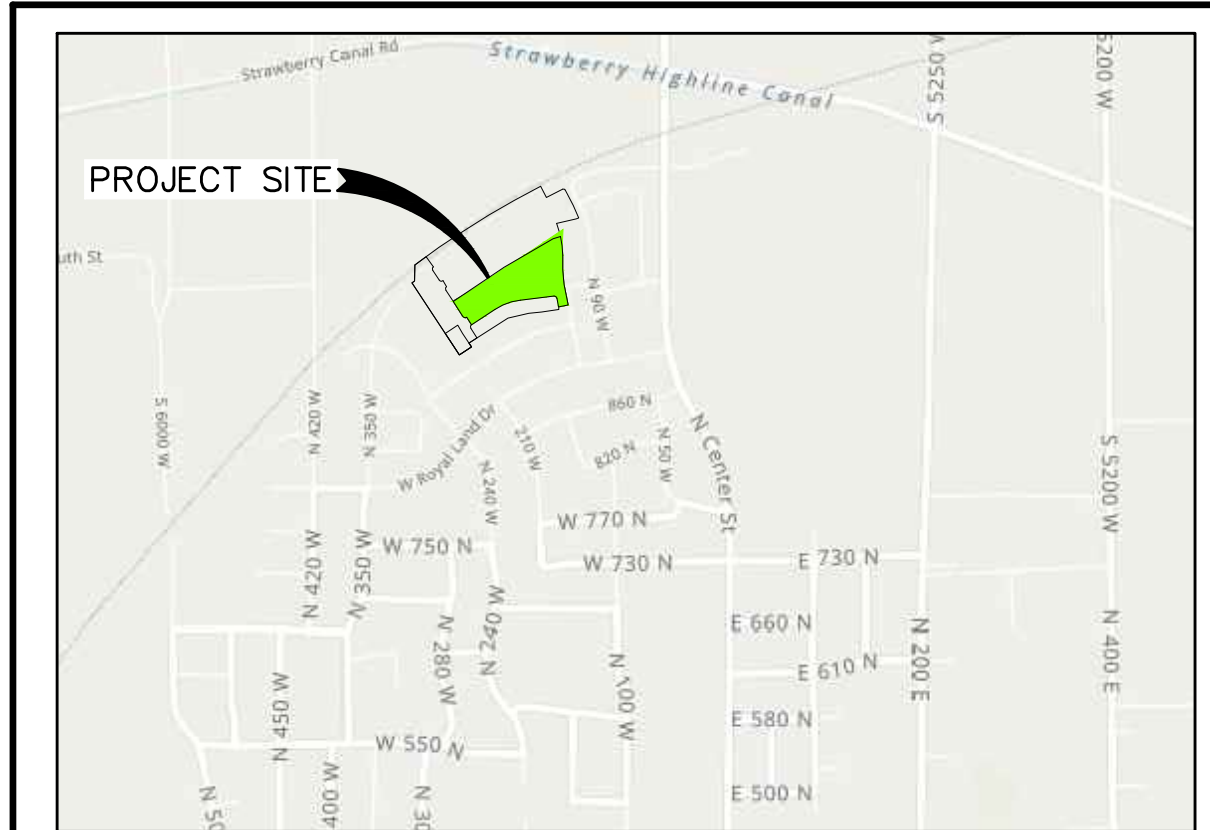 Strawberry Canal Rd
Strawberry Highline Canal
S 5250 W
5200 W
PROJECT SITE
uth St
N 90 W
S 6000 W
N 420 W
N 350 W
W Royal Land Dr
210 W
860 N
820 N
N 50 W
N Center St
N 240 W
S 5200 W
W 770 N
W 750 N
W 730 N
E 730 N
N 420 W
N 350 W
N 280 W
N 240 W
N 100 W
E 660 N
E 610 N
N 200 E
N 400 E
N 450 W
W 550 N
E 580 N
E 500 N
400 W